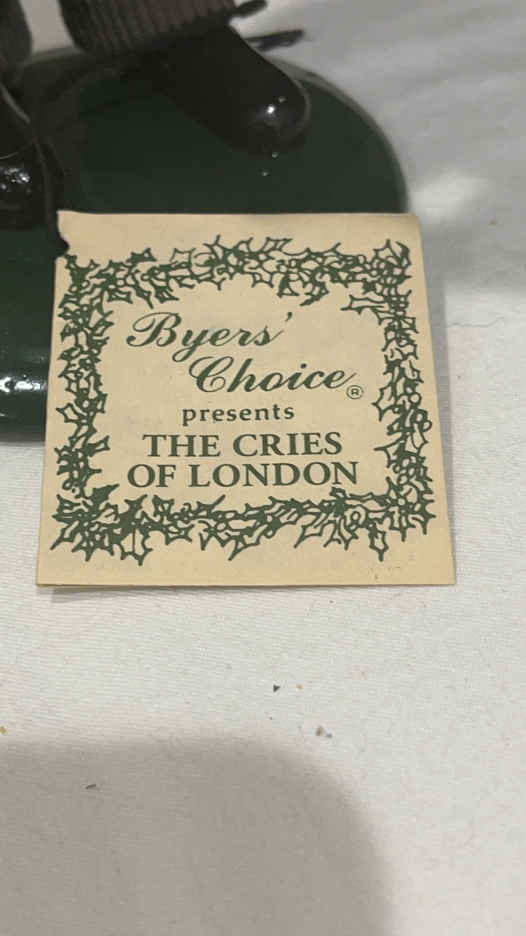 Byers'
Choice®
presents
THE CRIES
OF LONDON